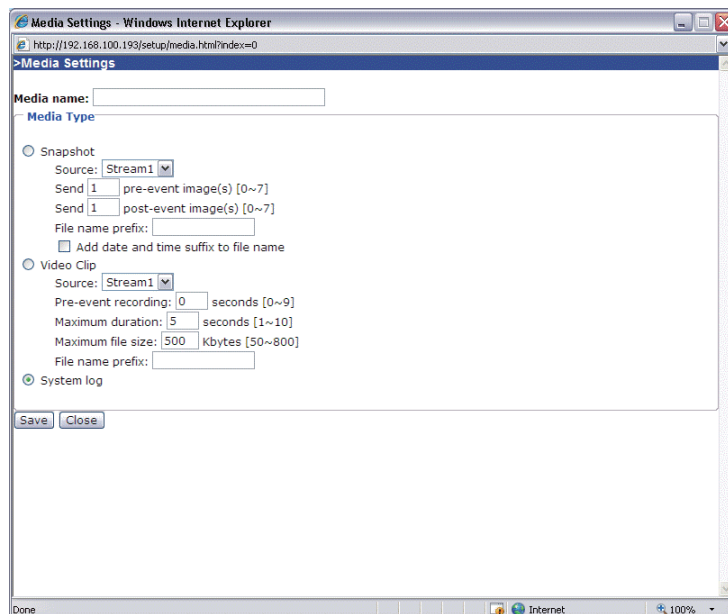 Media Settings - Windows Internet Explorer
http://192.168.100.193/setup/media.html?index=0
>Media Settings
Media name:
Media Type
Snapshot
Source: Stream1
Send 1 pre-event image(s) [0~7]
Send 1 post-event image(s) [0~7]
File name prefix:
Add date and time suffix to file name
Video Clip
Source: Stream1
Pre-event recording: 0 seconds [0~9]
Maximum duration: 5 seconds [1~10]
Maximum file size: 500 Kbytes [50~800]
File name prefix:
System log
Save Close
Done Internet 100%